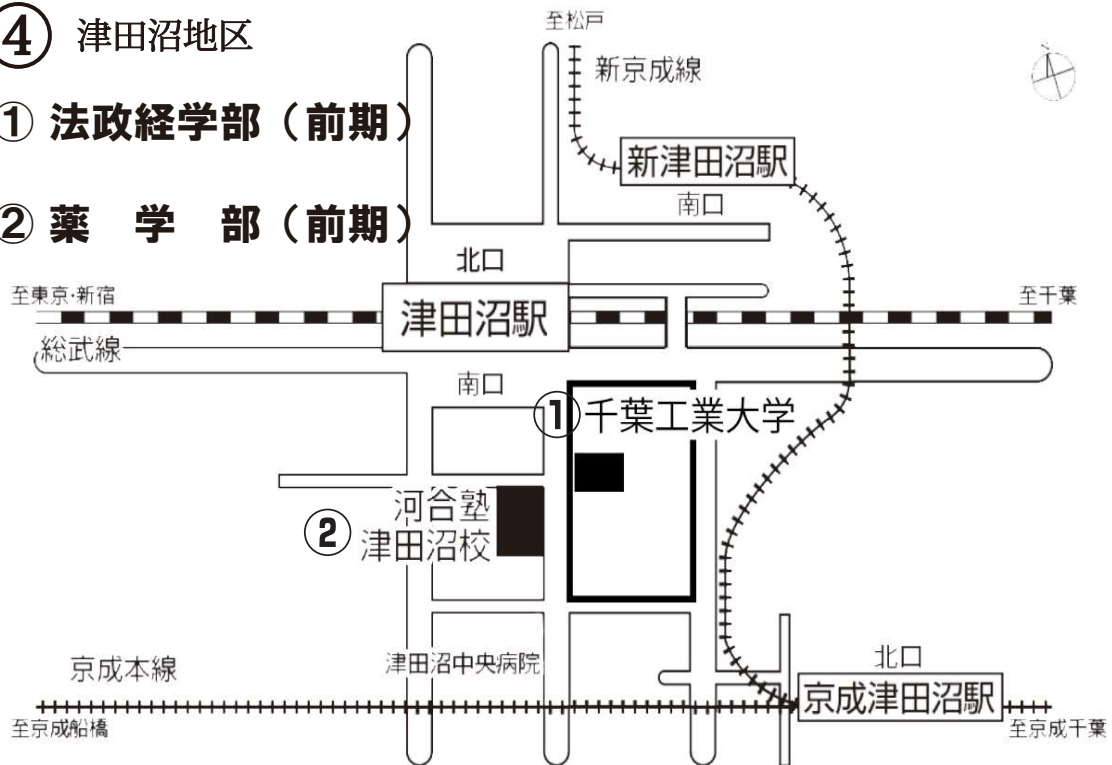 ④ 津田沼地区
① 法政経学部（前期）
② 薬　学　部（前期）
至松戸
新京成線
新津田沼駅
南口
北口
至東京·新宿
津田沼駅
至千葉
総武線
南口
① 千葉工業大学
② 河合塾
津田沼校
京成本線
津田沼中央病院
北口
京成津田沼駅
至京成船橋
至京成千葉